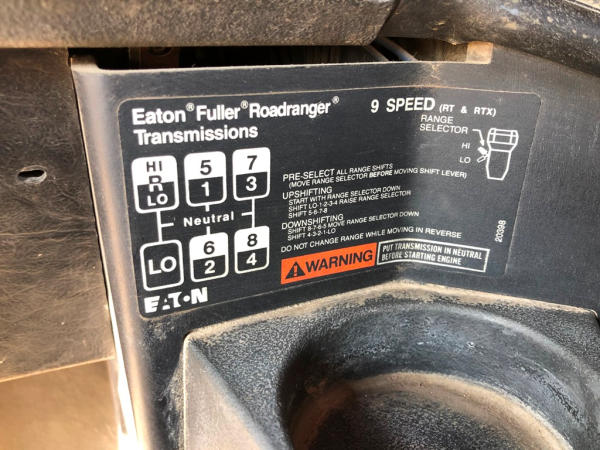 Eaton® Fuller® Roadranger®
Transmissions
9 SPEED (RT & RTX)
RANGE
SELECTOR
HI
LO
HI
R
LO
5
1
7
3
Neutral
LO
6
2
8
4
PRE-SELECT ALL RANGE SHIFTS
(MOVE RANGE SELECTOR BEFORE MOVING SHIFT LEVER)
UPSHIFTING
START WITH RANGE SELECTOR DOWN
SHIFT LO-1-2-3-4 RAISE RANGE SELECTOR
SHIFT 5-6-7-8
DOWNSHIFTING
SHIFT 8-7-6-5 MOVE RANGE SELECTOR DOWN
SHIFT 4-3-2-1-LO
DO NOT CHANGE RANGE WHILE MOVING IN REVERSE
WARNING
PUT TRANSMISSION IN NEUTRAL
BEFORE STARTING ENGINE
20398
EATON